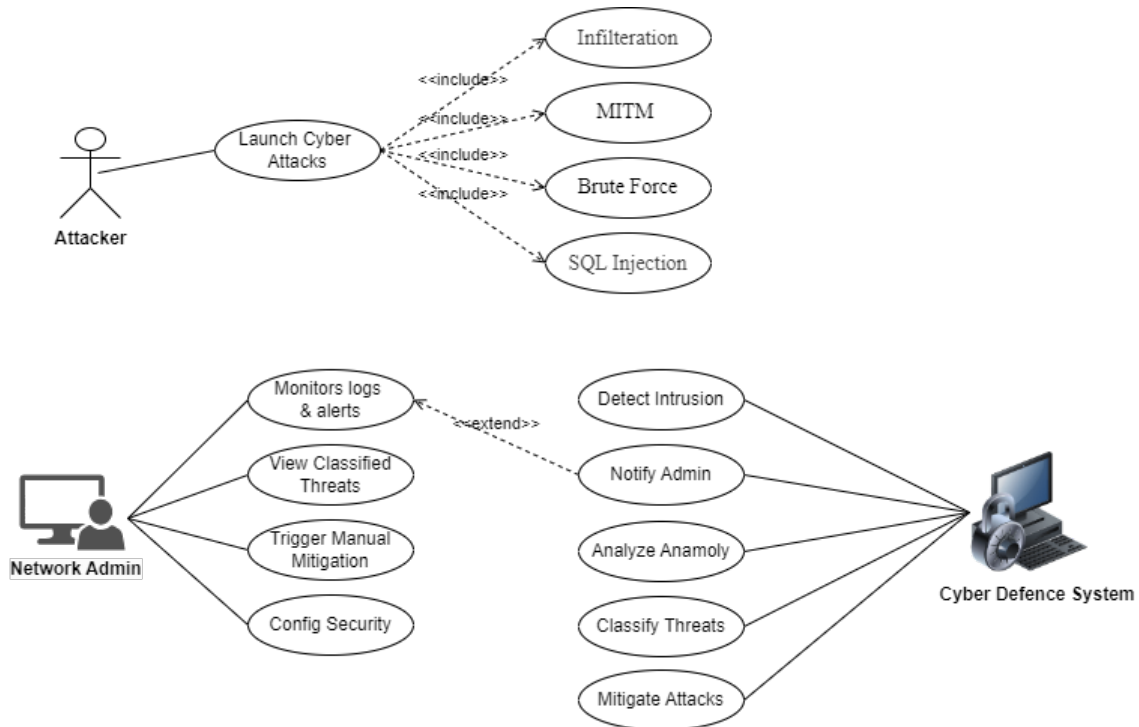 Infilteration
<<include>>
MITM
<<include>>
Launch Cyber
Attacks
<<include>>
Brute Force
<<include>>
Attacker
SQL Injection
Monitors logs
& alerts
Detect Intrusion
<<extend>>
View Classified
Threats
Notify Admin
Trigger Manual
Mitigation
Analyze Anamoly
Network Admin
Cyber Defence System
Config Security
Classify Threats
Mitigate Attacks